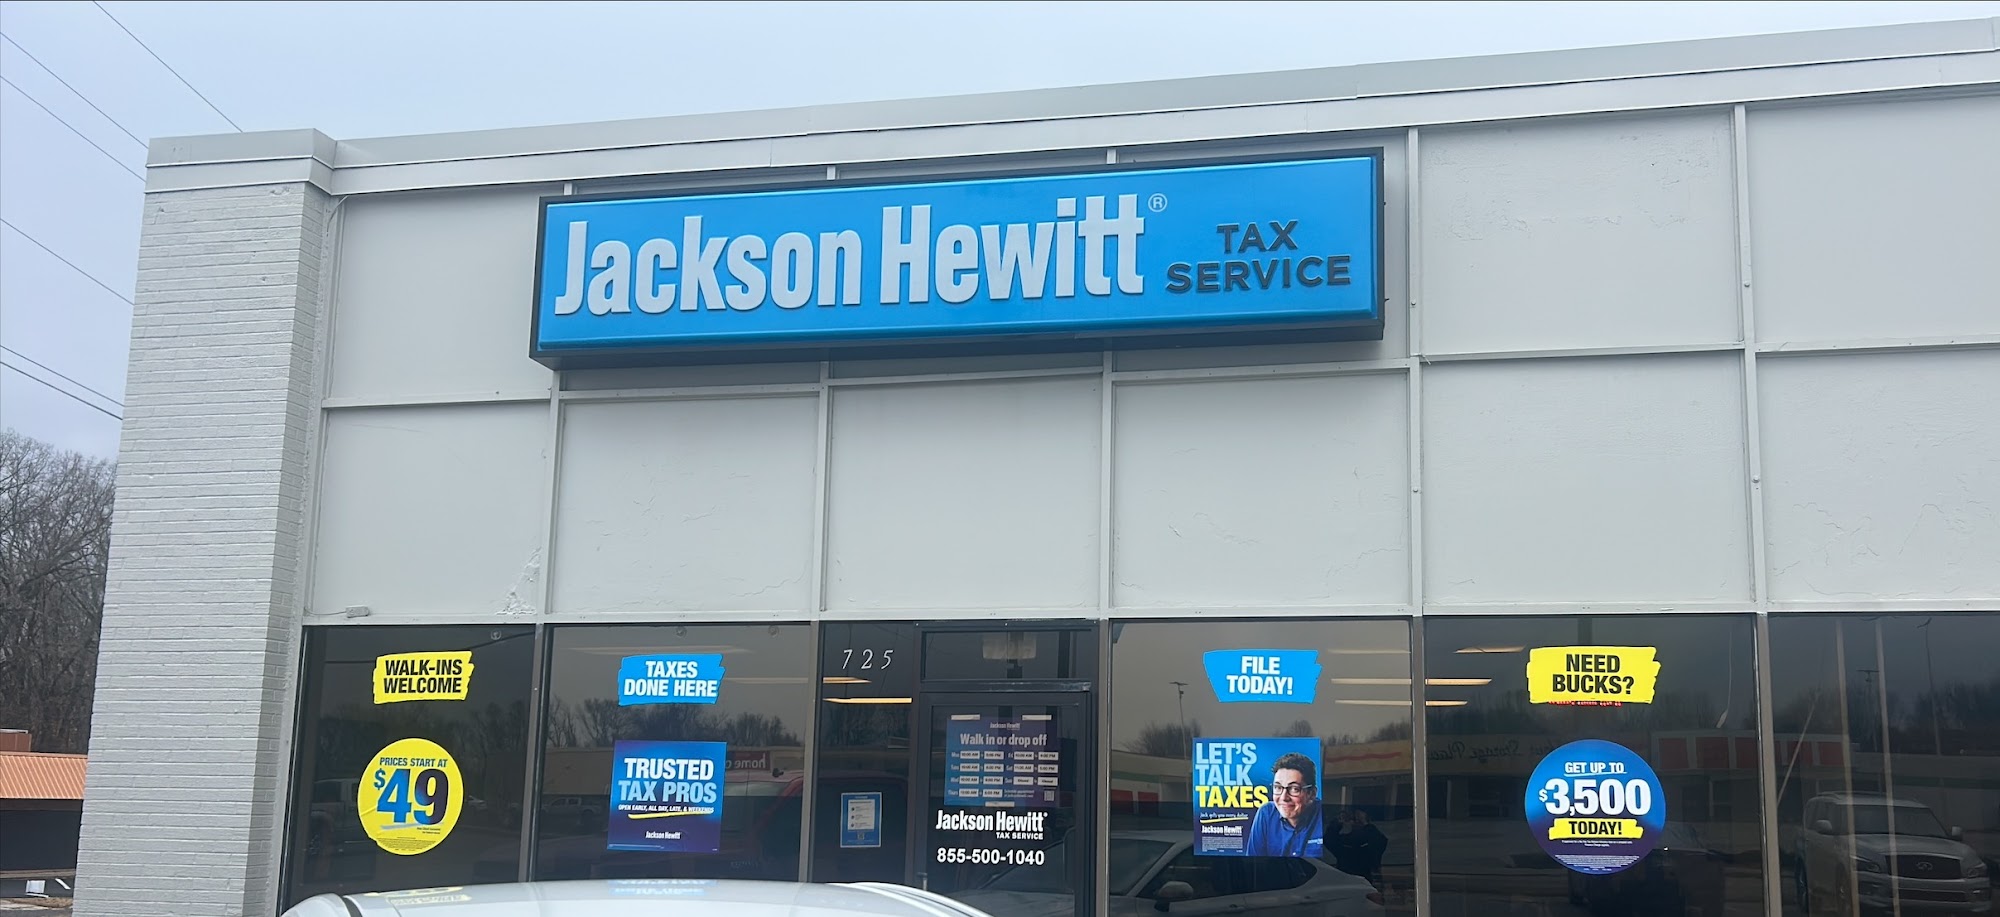 Jackson Hewitt®
TAX
SERVICE
WALK-INS
WELCOME
PRICES START AT
$49
TAXES
DONE HERE
TRUSTED
TAX PROS
OPEN EARLY, ALL DAY, LATE, & WEEKENDS
Jackson Hewitt
725
Jackson Hewitt
Walk in or drop off
Jackson Hewitt
TAX SERVICE
855-500-1040
FILE
TODAY!
LET'S
TALK
TAXES
Jackson Hewitt
NEED
BUCKS?
GET UP TO
$3,500
TODAY!